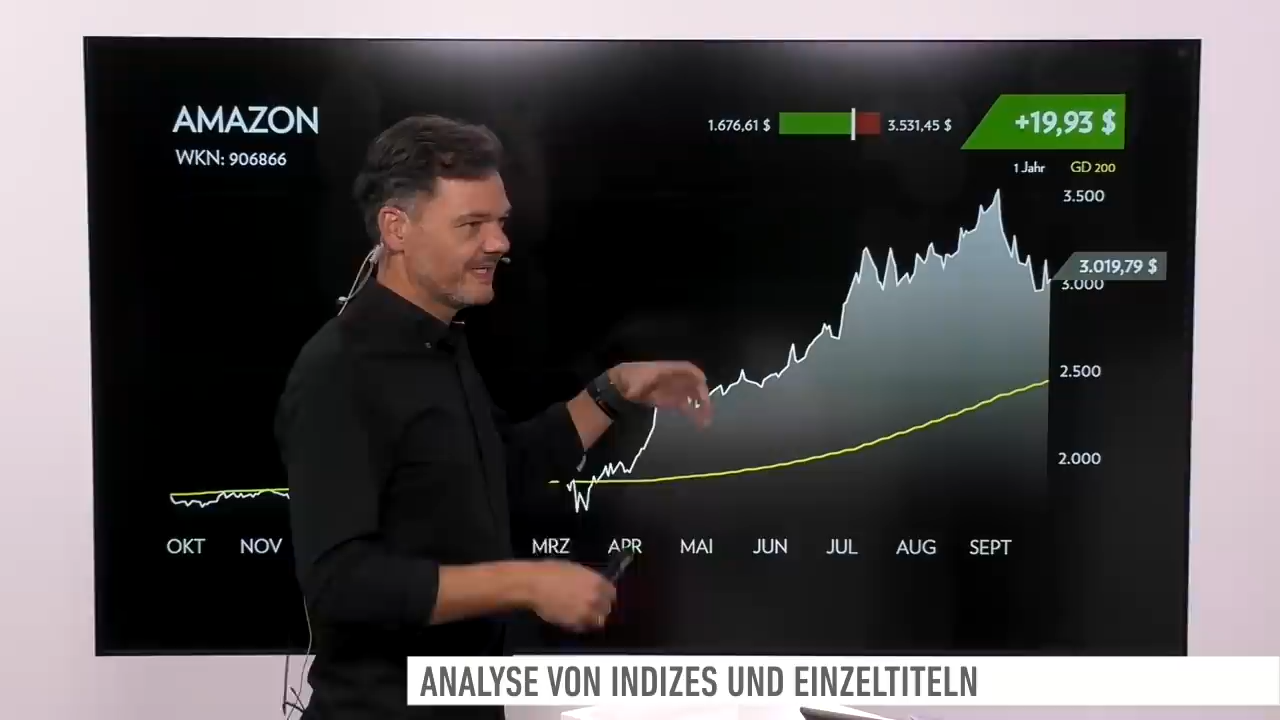 AMAZON
WKN: 906866
1.676,61 $
3.531,45 $
+19,93 $
1 Jahr
GD 200
3.500
3.019,79 $
3.000
2.500
2.000
OKT NOV MRZ APR MAI JUN JUL AUG SEPT
ANALYSE VON INDIZES UND EINZELTITELN